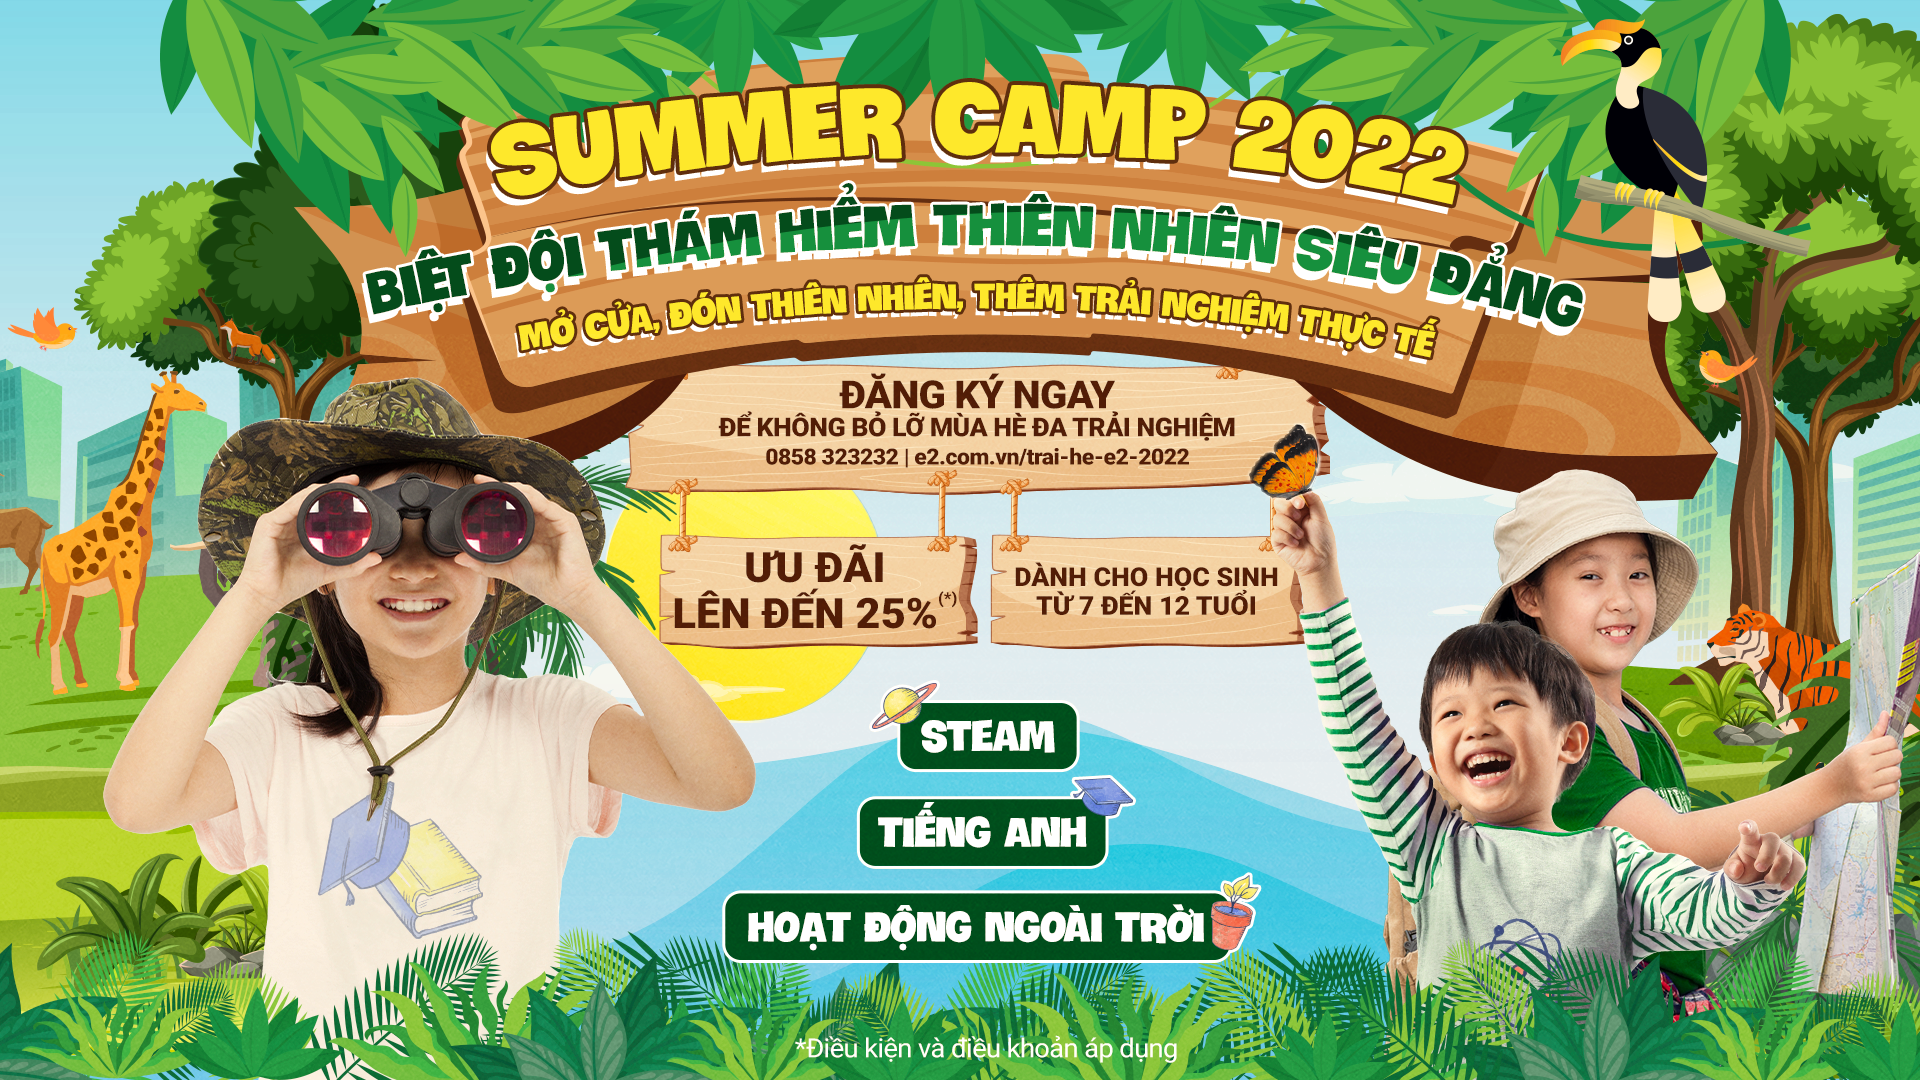 SUMMER CAMP 2022
BIỆT ĐỘI THÁM HIỂM THIÊN NHIÊN SIÊU ĐẲNG
MỞ CỬA, ĐÓN THIÊN NHIÊN, THÊM TRẢI NGHIỆM THỰC TẾ
ĐĂNG KÝ NGAY
ĐỂ KHÔNG BỎ LỠ MÙA HÈ ĐA TRẢI NGHIỆM
0858 323232 | e2.com.vn/trai-he-e2-2022
ƯU ĐÃI
LÊN ĐẾN 25%(*)
DÀNH CHO HỌC SINH
TỪ 7 ĐẾN 12 TUỔI
STEAM
TIẾNG ANH
HOẠT ĐỘNG NGOÀI TRỜI
*Điều kiện và điều khoản áp dụng